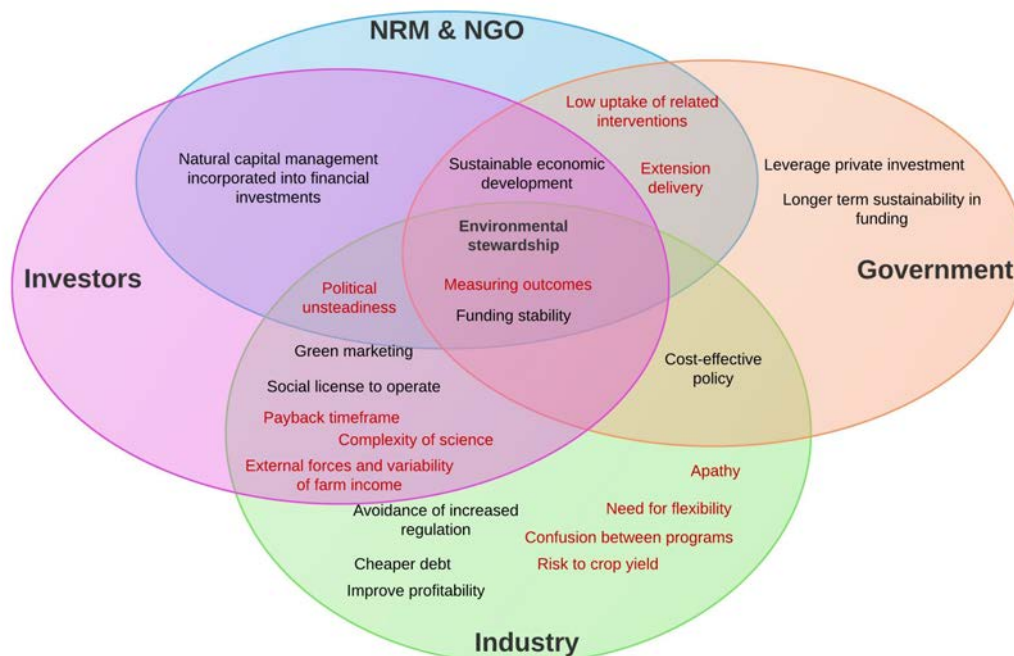 NRM & NGO
Low uptake of related
interventions
Natural capital management
incorporated into financial
investments
Sustainable economic
development
Extension
delivery
Leverage private investment
Longer term sustainability in
funding
Environmental
stewardship
Investors
Government
Political
unsteadiness
Measuring outcomes
Funding stability
Green marketing
Cost-effective
policy
Social license to operate
Payback timeframe
Complexity of science
External forces and variability
of farm income
Apathy
Avoidance of increased
regulation
Need for flexibility
Confusion between programs
Cheaper debt
Risk to crop yield
Improve profitability
Industry